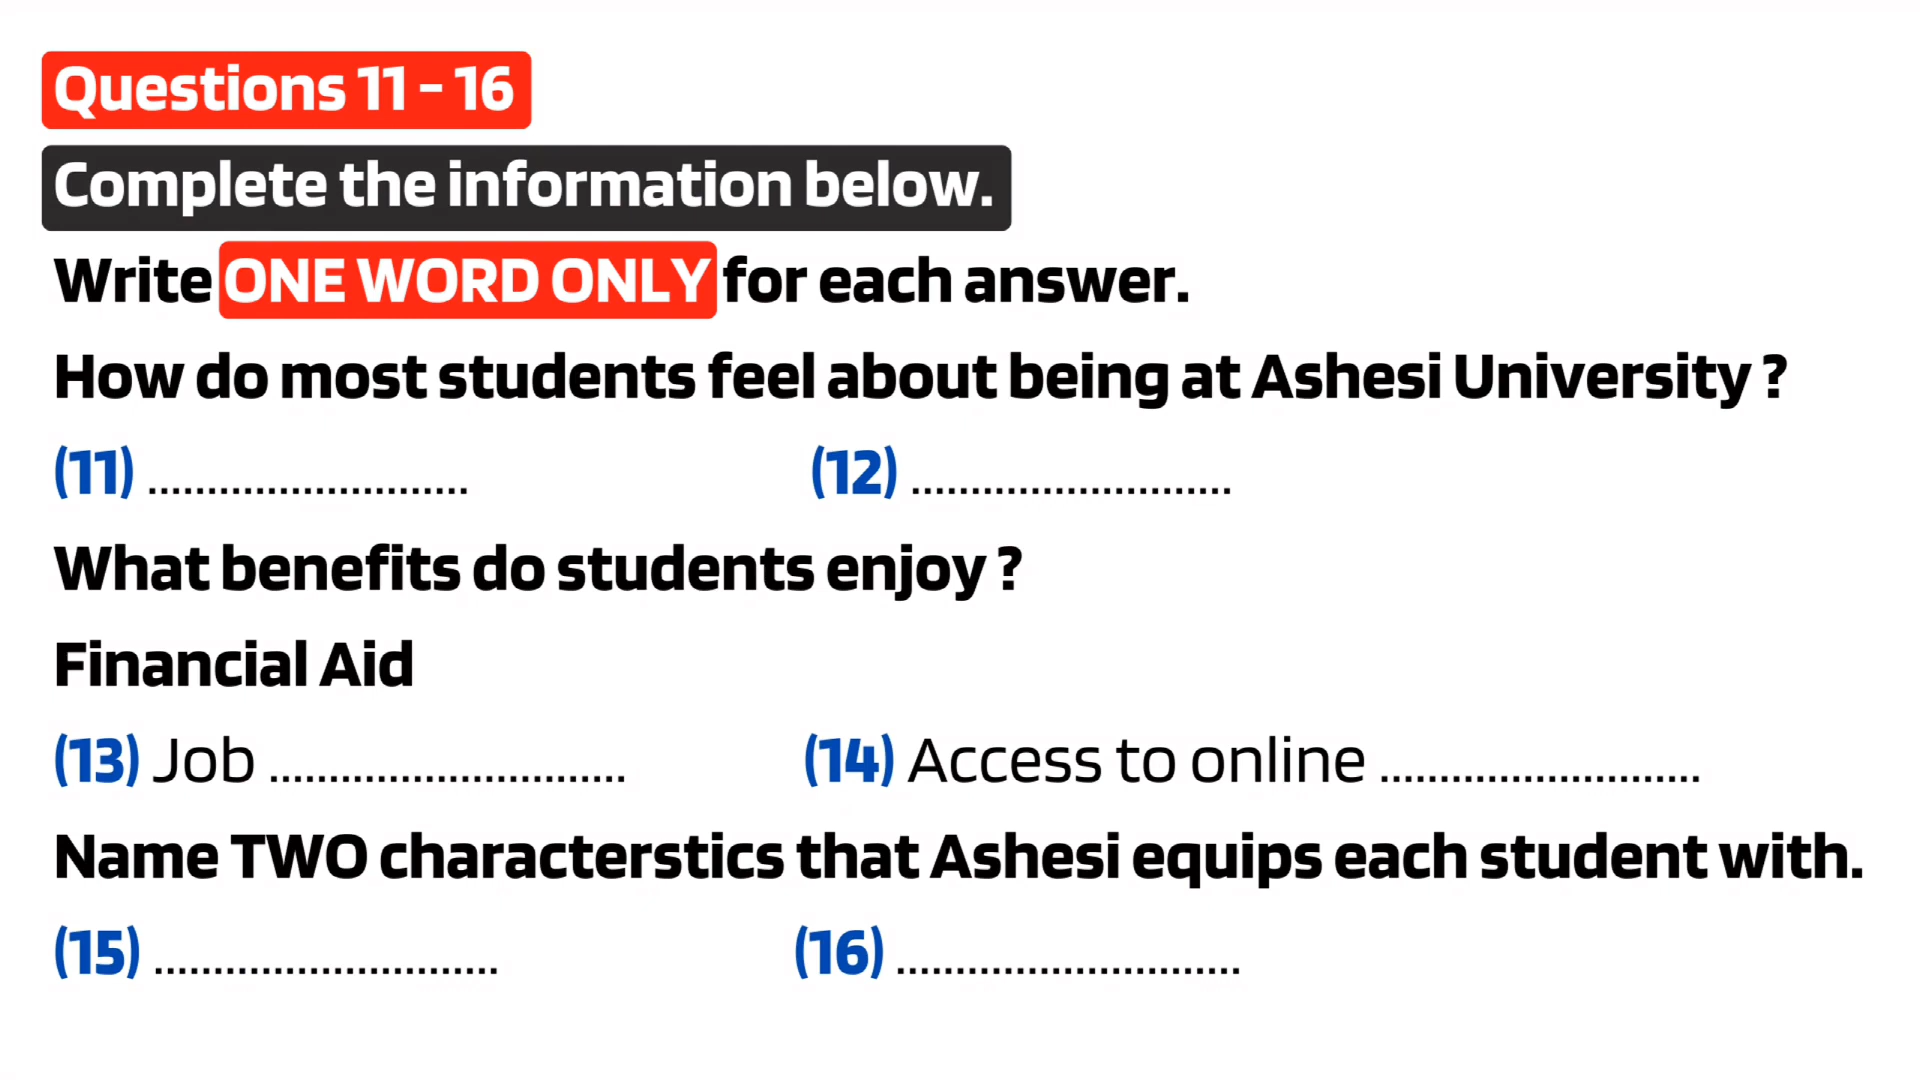 Questions 11 - 16
Complete the information below.
Write ONE WORD ONLY for each answer.
How do most students feel about being at Ashesi University ?
(11) ........................... (12) ...........................
What benefits do students enjoy ?
Financial Aid
(13) Job .............................. (14) Access to online ...........................
Name TWO characterstics that Ashesi equips each student with.
(15) ............................. (16) .............................